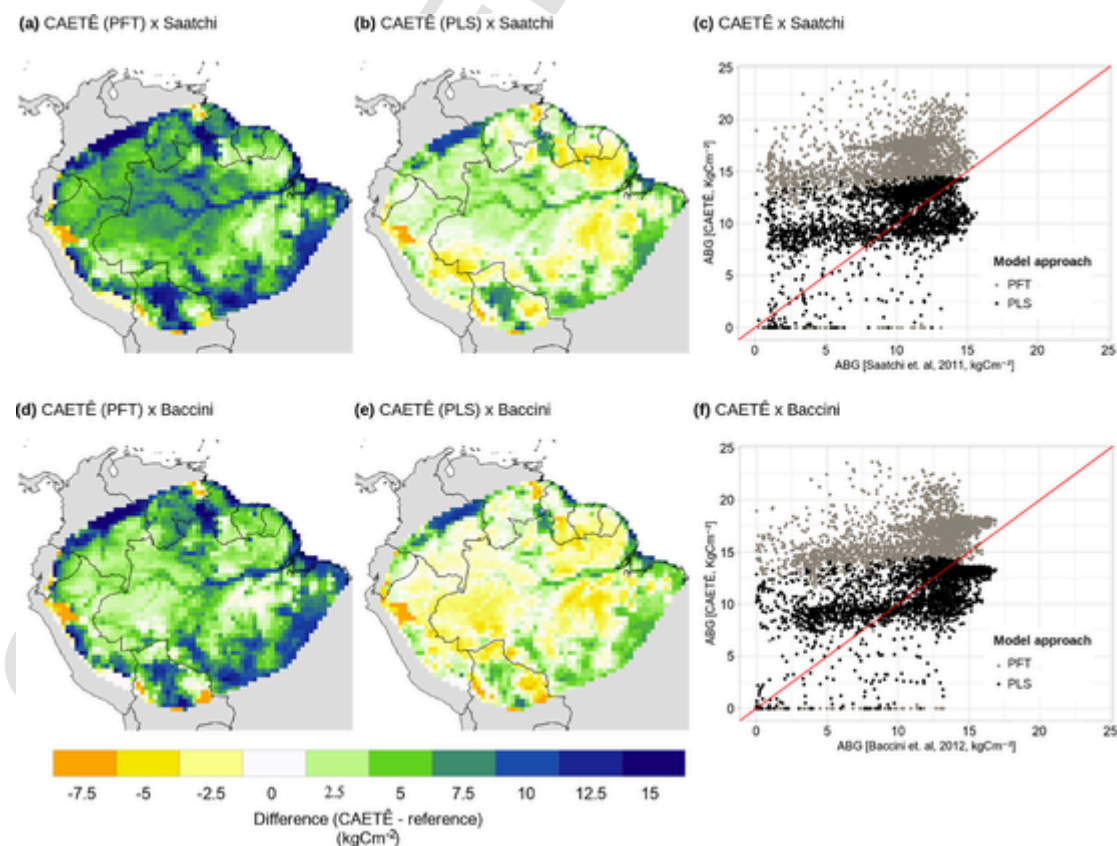 (a) CAETÊ (PFT) x Saatchi
(b) CAETÊ (PLS) x Saatchi
(c) CAETÊ x Saatchi
25
20
15
10
5
0
ABG [CAETÊ, KgCm⁻²]
Model approach
PFT
PLS
0 5 10 15 20 25
ABG [Saatchi et. al, 2011, kgCm⁻²]
(d) CAETÊ (PFT) x Baccini
(e) CAETÊ (PLS) x Baccini
(f) CAETÊ x Baccini
25
20
15
10
5
0
ABG [CAETÊ, KgCm⁻²]
Model approach
PFT
PLS
0 5 10 15 20 25
ABG [Baccini et. al, 2012, kgCm⁻²]
-7.5 -5 -2.5 0 2.5 5 7.5 10 12.5 15
Difference (CAETÊ - reference)
(kgCm⁻²)